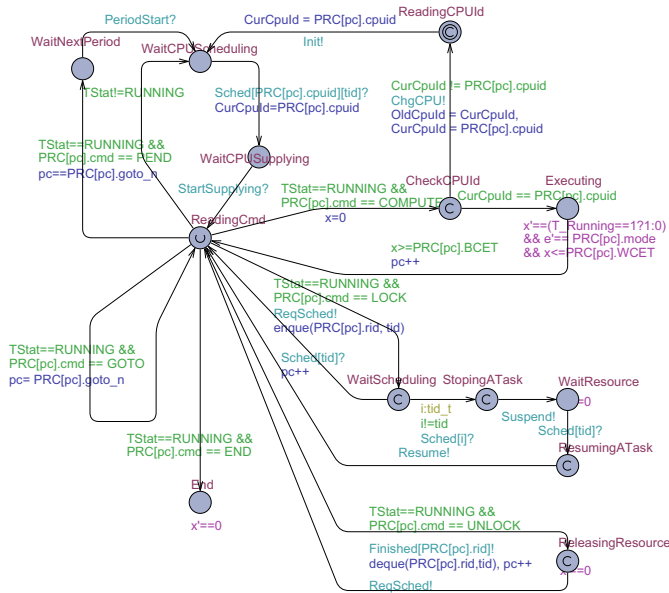 PeriodStart?
CurCpuId = PRC[pc].cpuid
ReadingCPUId
WaitNextPeriod
WaitCPUScheduling
Init!
TStat!=RUNNING
Sched[PRC[pc].cpuid][tid]?
CurCpuId=PRC[pc].cpuid
CurCpuId != PRC[pc].cpuid
ChgCPU!
OldCpuId = CurCpuId,
CurCpuId = PRC[pc].cpuid
TStat==RUNNING &&
PRC[pc].cmd == PEND
pc==PRC[pc].goto_n
WaitCPUSupplying
StartSupplying?
TStat==RUNNING &&
PRC[pc].cmd == COMPUTE
x=0
CheckCPUId
CurCpuId == PRC[pc].cpuid
Executing
ReadingCmd
x'==(T_Running==1?1:0)
&& e'== PRC[pc].mode
&& x<=PRC[pc].WCET
x>=PRC[pc].BCET
pc++
TStat==RUNNING &&
PRC[pc].cmd == LOCK
ReqSched!
enque(PRC[pc].rid, tid)
TStat==RUNNING &&
PRC[pc].cmd == GOTO
pc= PRC[pc].goto_n
Sched[tid]?
pc++
WaitScheduling
StopingATask
WaitResource
i:tid_t
i!=tid
Sched[i]?
Suspend!
=0
Sched[tid]?
Resume!
ResumingATask
TStat==RUNNING &&
PRC[pc].cmd == END
End
x'==0
TStat==RUNNING &&
PRC[pc].cmd == UNLOCK
Finished[PRC[pc].rid]!
deque(PRC[pc].rid,tid), pc++
ReleasingResource
x'==0
ReqSched!